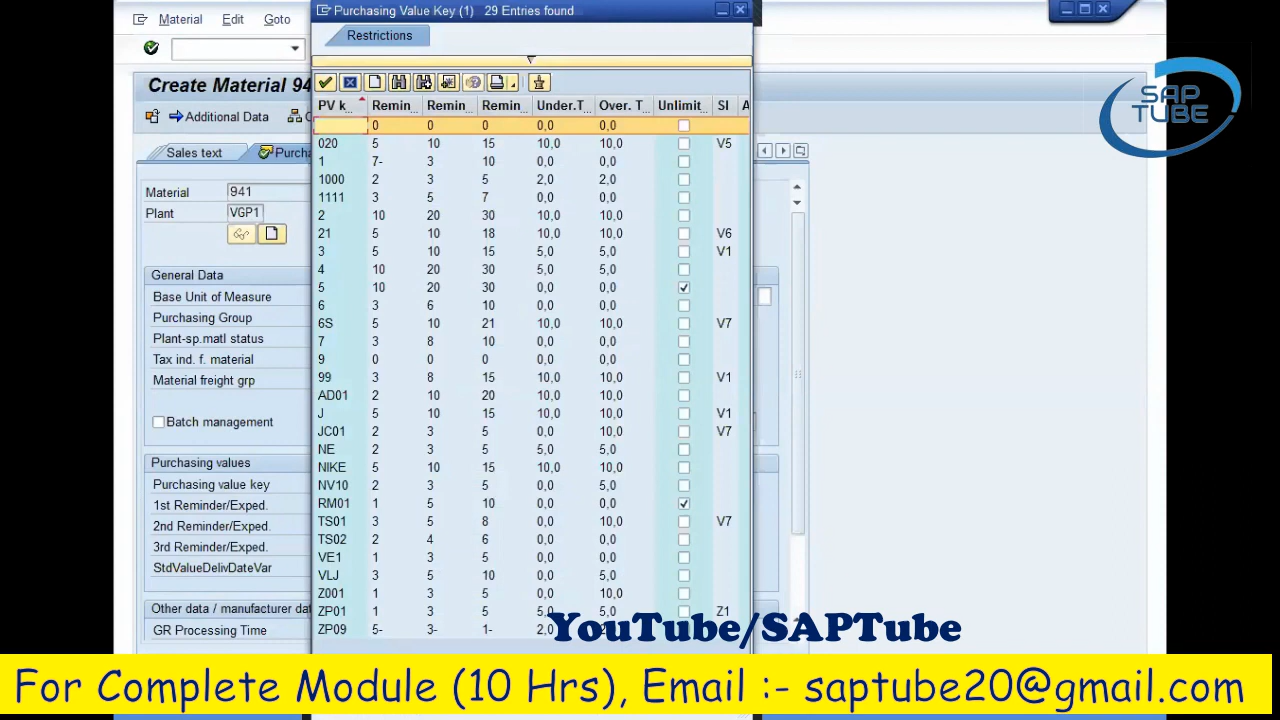 Purchasing Value Key (1) 29 Entries found
Material Edit Goto
Restrictions
Create Material 94
Additional Data
SAP
TUBE
PV k... Remin... Remin... Remin... Under.T... Over. T... Unlimit... SI A
0 0 0 0,0 0,0
020 5 10 15 10,0 10,0 V5
1 7- 3 10 0,0 0,0
1000 2 3 5 2,0 2,0
1111 3 5 7 0,0 0,0
2 10 20 30 10,0 10,0
21 5 10 18 10,0 10,0 V6
3 5 10 15 5,0 5,0 V1
4 10 20 30 5,0 5,0
5 10 20 30 0,0 0,0
6 3 6 10 0,0 0,0
6S 5 10 21 10,0 10,0 V7
7 3 8 10 0,0 0,0
9 0 0 0 0,0 0,0
99 3 8 15 10,0 10,0 V1
AD01 2 10 20 10,0 10,0
J 5 10 15 10,0 10,0 V1
JC01 2 3 5 0,0 10,0 V7
NE 2 3 5 5,0 5,0
NIKE 5 10 15 10,0 10,0
NV10 2 3 5 0,0 5,0
RM01 1 5 10 0,0 0,0
TS01 3 5 8 0,0 10,0 V7
TS02 2 4 6 0,0 0,0
VE1 1 3 5 0,0 0,0
VLJ 3 5 10 0,0 5,0
Z001 1 3 5 0,0 10,0
ZP01 1 3 5 5,0 5,0 Z1
ZP09 5- 3- 1- 2,0
Sales text
Purcha
Material 941
Plant VGP1
General Data
Base Unit of Measure
Purchasing Group
Plant-sp.matl status
Tax ind. f. material
Material freight grp
Batch management
Purchasing values
Purchasing value key
1st Reminder/Exped.
2nd Reminder/Exped.
3rd Reminder/Exped.
StdValueDelivDateVar
Other data / manufacturer dat
GR Processing Time
YouTube/SAPTube
For Complete Module (10 Hrs), Email :- saptube20@gmail.com